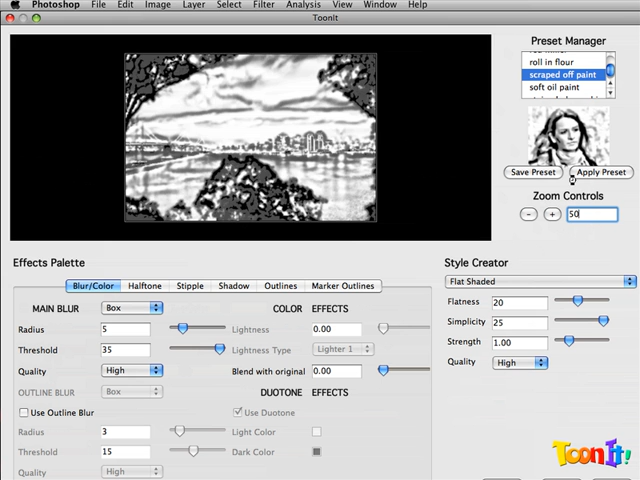 Photoshop File Edit Image Layer Select Filter Analysis View Window Help
ToonIt
Preset Manager
roll in flour
scraped off paint
soft oil paint
Save Preset
Apply Preset
Zoom Controls
-
+
50
Effects Palette
Style Creator
Blur/Color Halftone Stipple Shadow Outlines Marker Outlines
Flat Shaded
MAIN BLUR Box COLOR EFFECTS
Flatness 20
Radius 5 Lightness 0.00
Simplicity 25
Threshold 35 Lightness Type Lighter 1
Strength 1.00
Quality High Blend with original 0.00
Quality High
OUTLINE BLUR Box DUOTONE EFFECTS
Use Outline Blur Use Duotone
Radius 3 Light Color
Threshold 15 Dark Color
Quality High
Toon It!